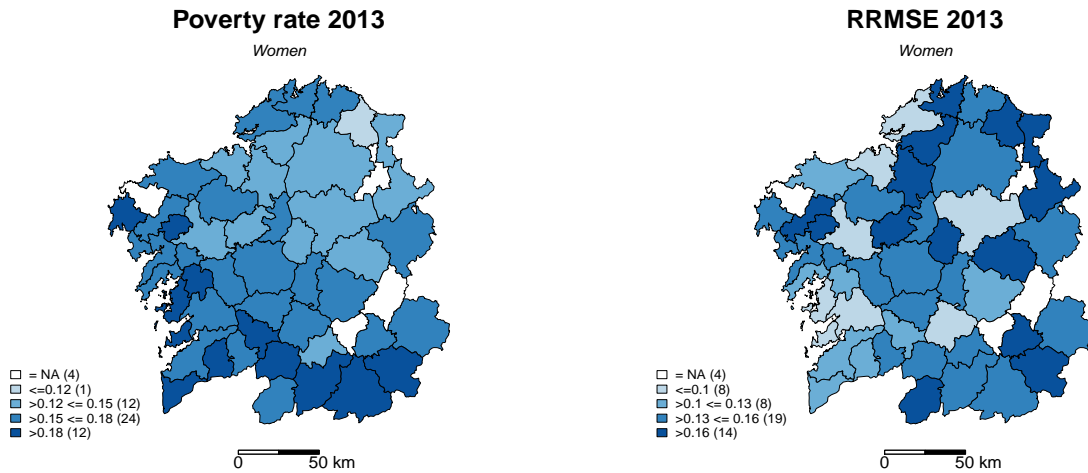 Poverty rate 2013
Women
= NA (4)
<=0.12 (1)
>0.12 <= 0.15 (12)
>0.15 <= 0.18 (24)
>0.18 (12)
0 50 km
RRMSE 2013
Women
= NA (4)
<=0.1 (8)
>0.1 <= 0.13 (8)
>0.13 <= 0.16 (19)
>0.16 (14)
0 50 km